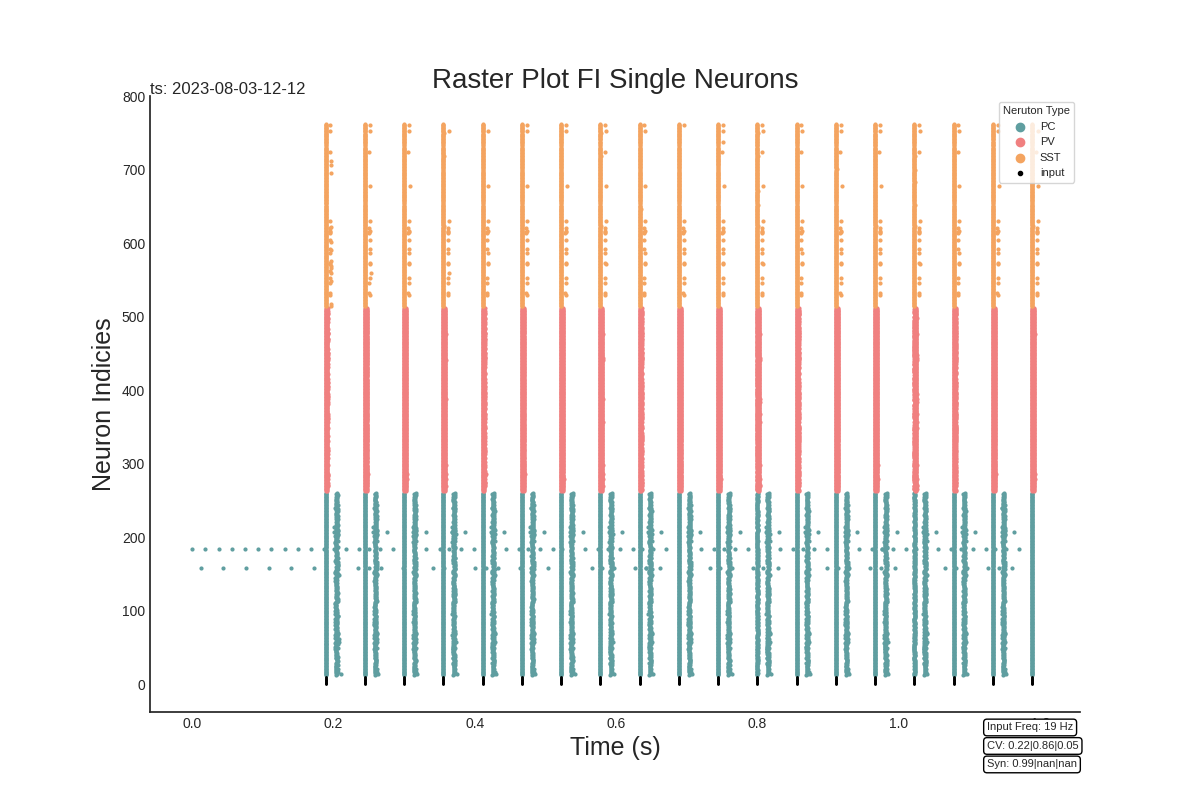 Raster Plot FI Single Neurons
ts: 2023-08-03-12-12
Neruton Type
PC
PV
SST
input
800
700
600
500
400
300
200
100
0
Neuron Indicies
0.0 0.2 0.4 0.6 0.8 1.0
Time (s)
Input Freq: 19 Hz
CV: 0.22|0.86|0.05
Syn: 0.99|nan|nan